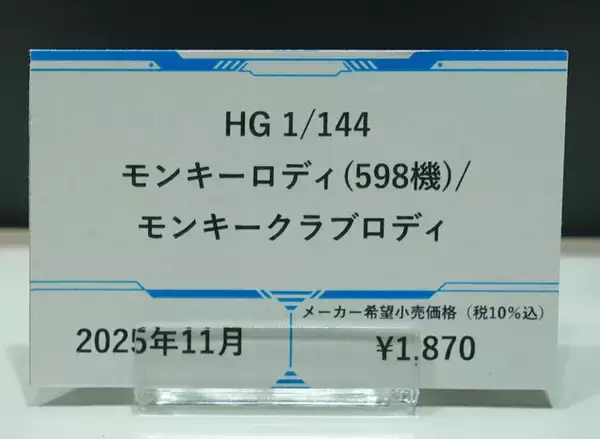 HG 1/144
モンキーロディ(598機)/
モンキークラブロディ
メーカー希望小売価格（税10%込）
2025年11月
¥1.870